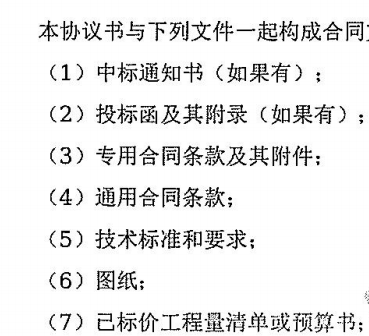 本协议书与下列文件一起构成合同
（1）中标通知书（如果有）；
（2）投标函及其附录（如果有）；
（3）专用合同条款及其附件；
（4）通用合同条款；
（5）技术标准和要求；
（6）图纸；
（7）已标价工程量清单或预算书；